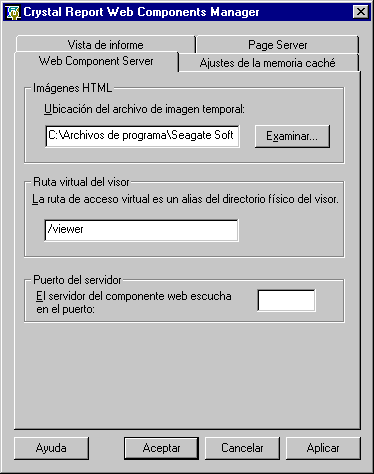 Crystal Report Web Components Manager
Vista de informe
Page Server
Web Component Server
Ajustes de la memoria caché
Imágenes HTML
Ubicación del archivo de imagen temporal:
C:\Archivos de programa\Seagate Soft
Examinar...
Ruta virtual del visor
La ruta de acceso virtual es un alias del directorio físico del visor.
/viewer
Puerto del servidor
El servidor del componente web escucha
en el puerto:
Ayuda
Aceptar
Cancelar
Aplicar